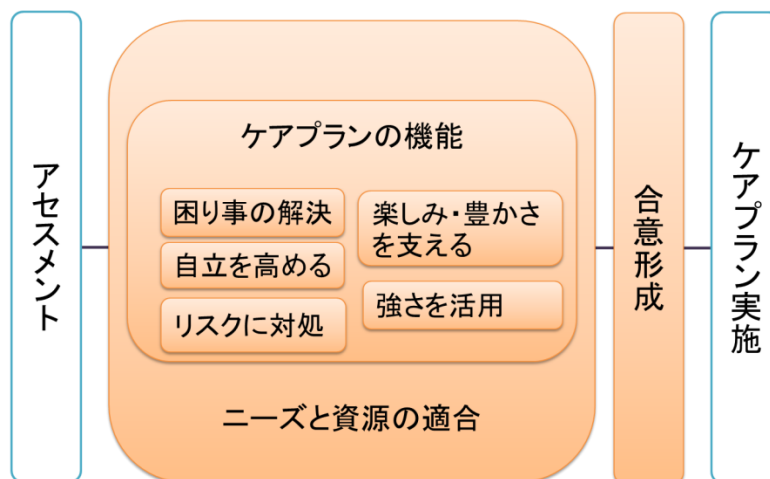 アセスメント
ケアプランの機能
困り事の解決
自立を高める
リスクに対処
楽しみ・豊かさ
を支える
強さを活用
ニーズと資源の適合
合意形成
ケアプラン実施